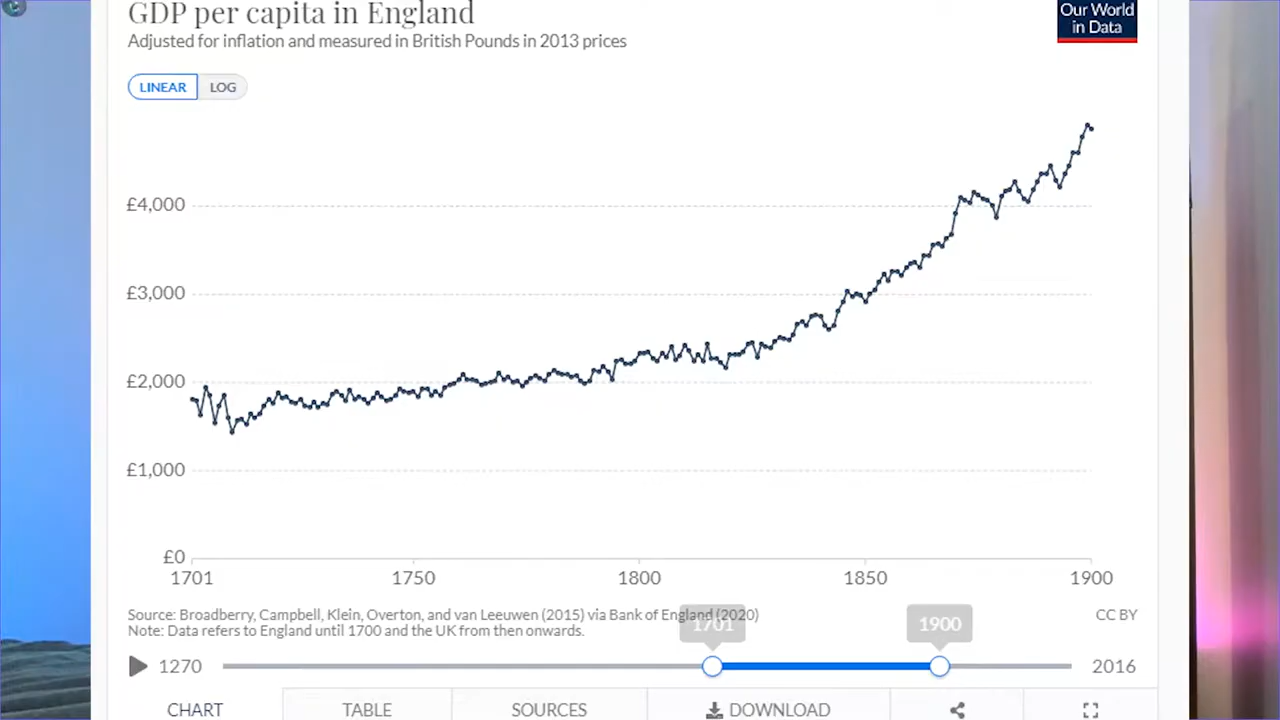 GDP per capita in England
Adjusted for inflation and measured in British Pounds in 2013 prices
Our World
in Data
LINEAR
LOG
£4,000
£3,000
£2,000
£1,000
£0
1701
1750
1800
1850
1900
Source: Broadberry, Campbell, Klein, Overton, and van Leeuwen (2015) via Bank of England (2020)
CC BY
Note: Data refers to England until 1700 and the UK from then onwards.
1701
1900
1270
2016
CHART
TABLE
SOURCES
DOWNLOAD